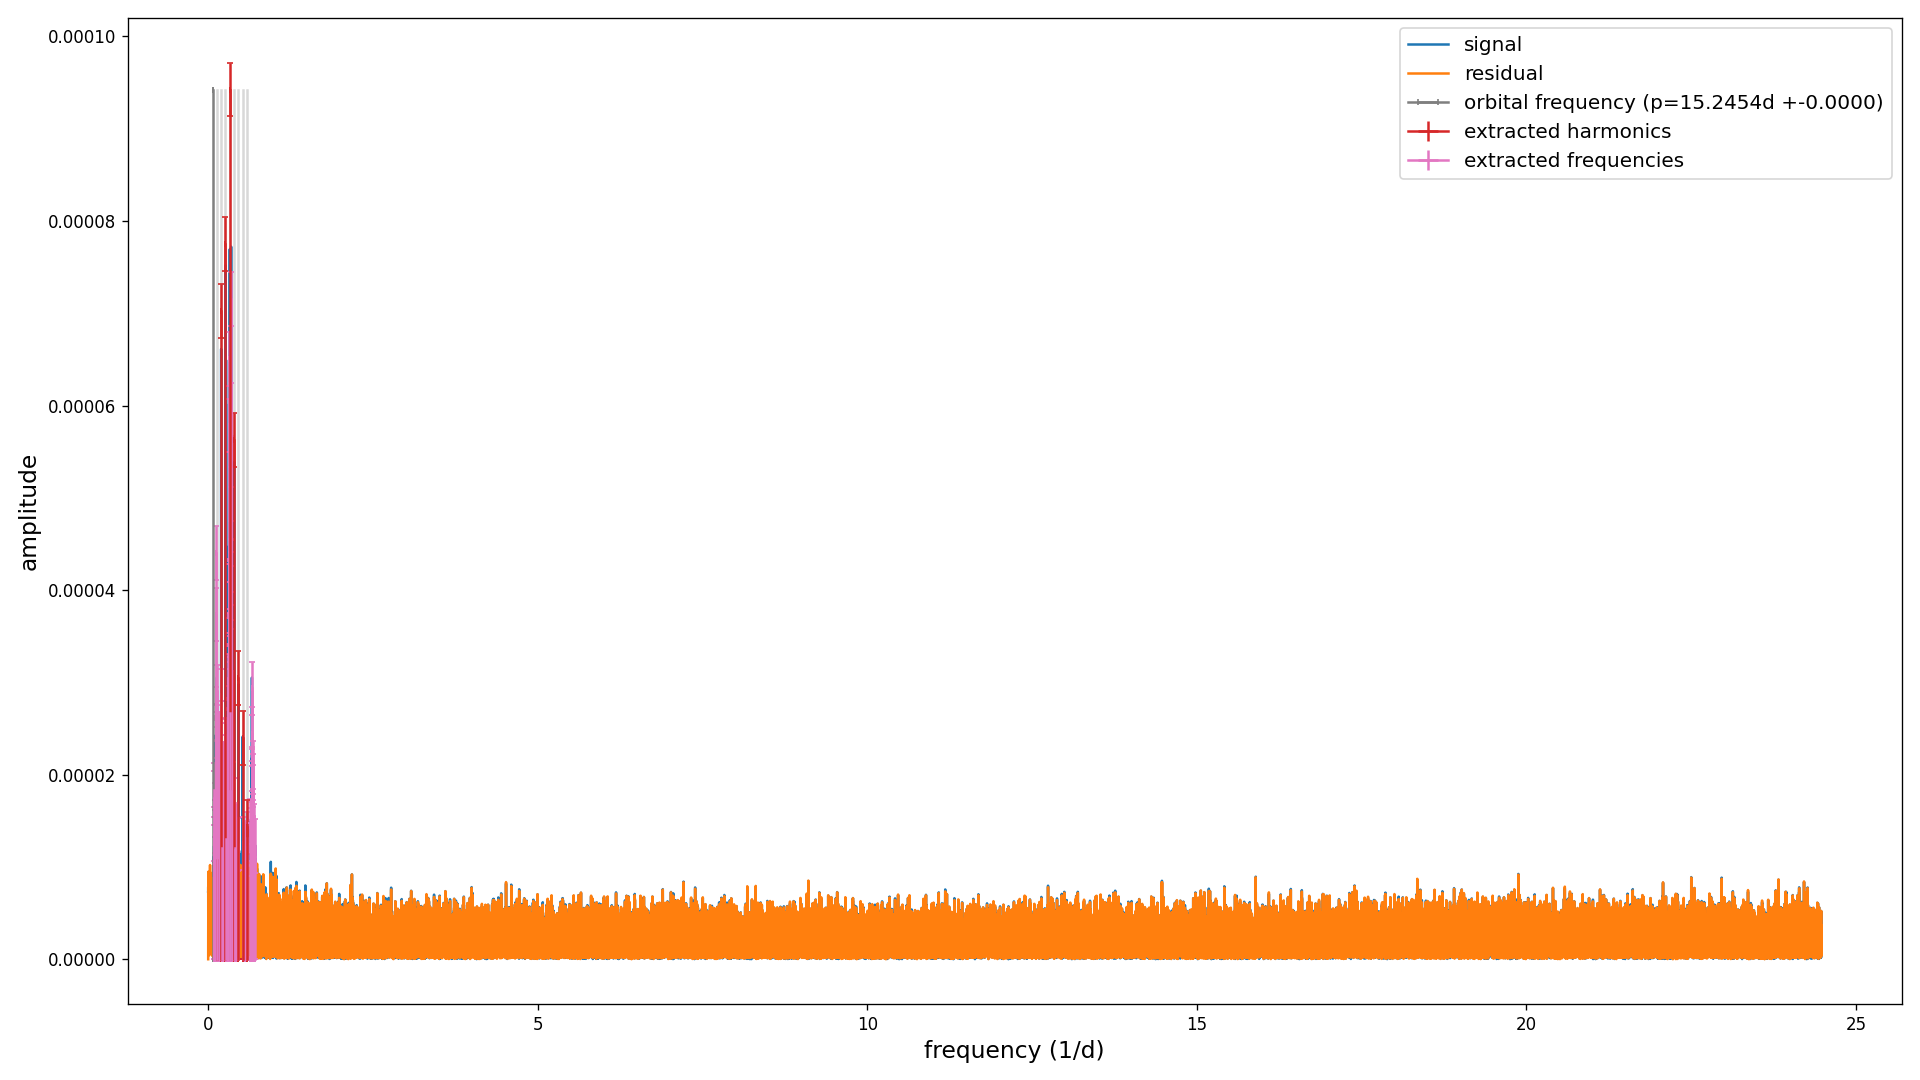 0.00010
0.00008
0.00006
0.00004
0.00002
0.00000
amplitude
signal
residual
orbital frequency (p=15.2454d +-0.0000)
extracted harmonics
extracted frequencies
0 5 10 15 20 25
frequency (1/d)